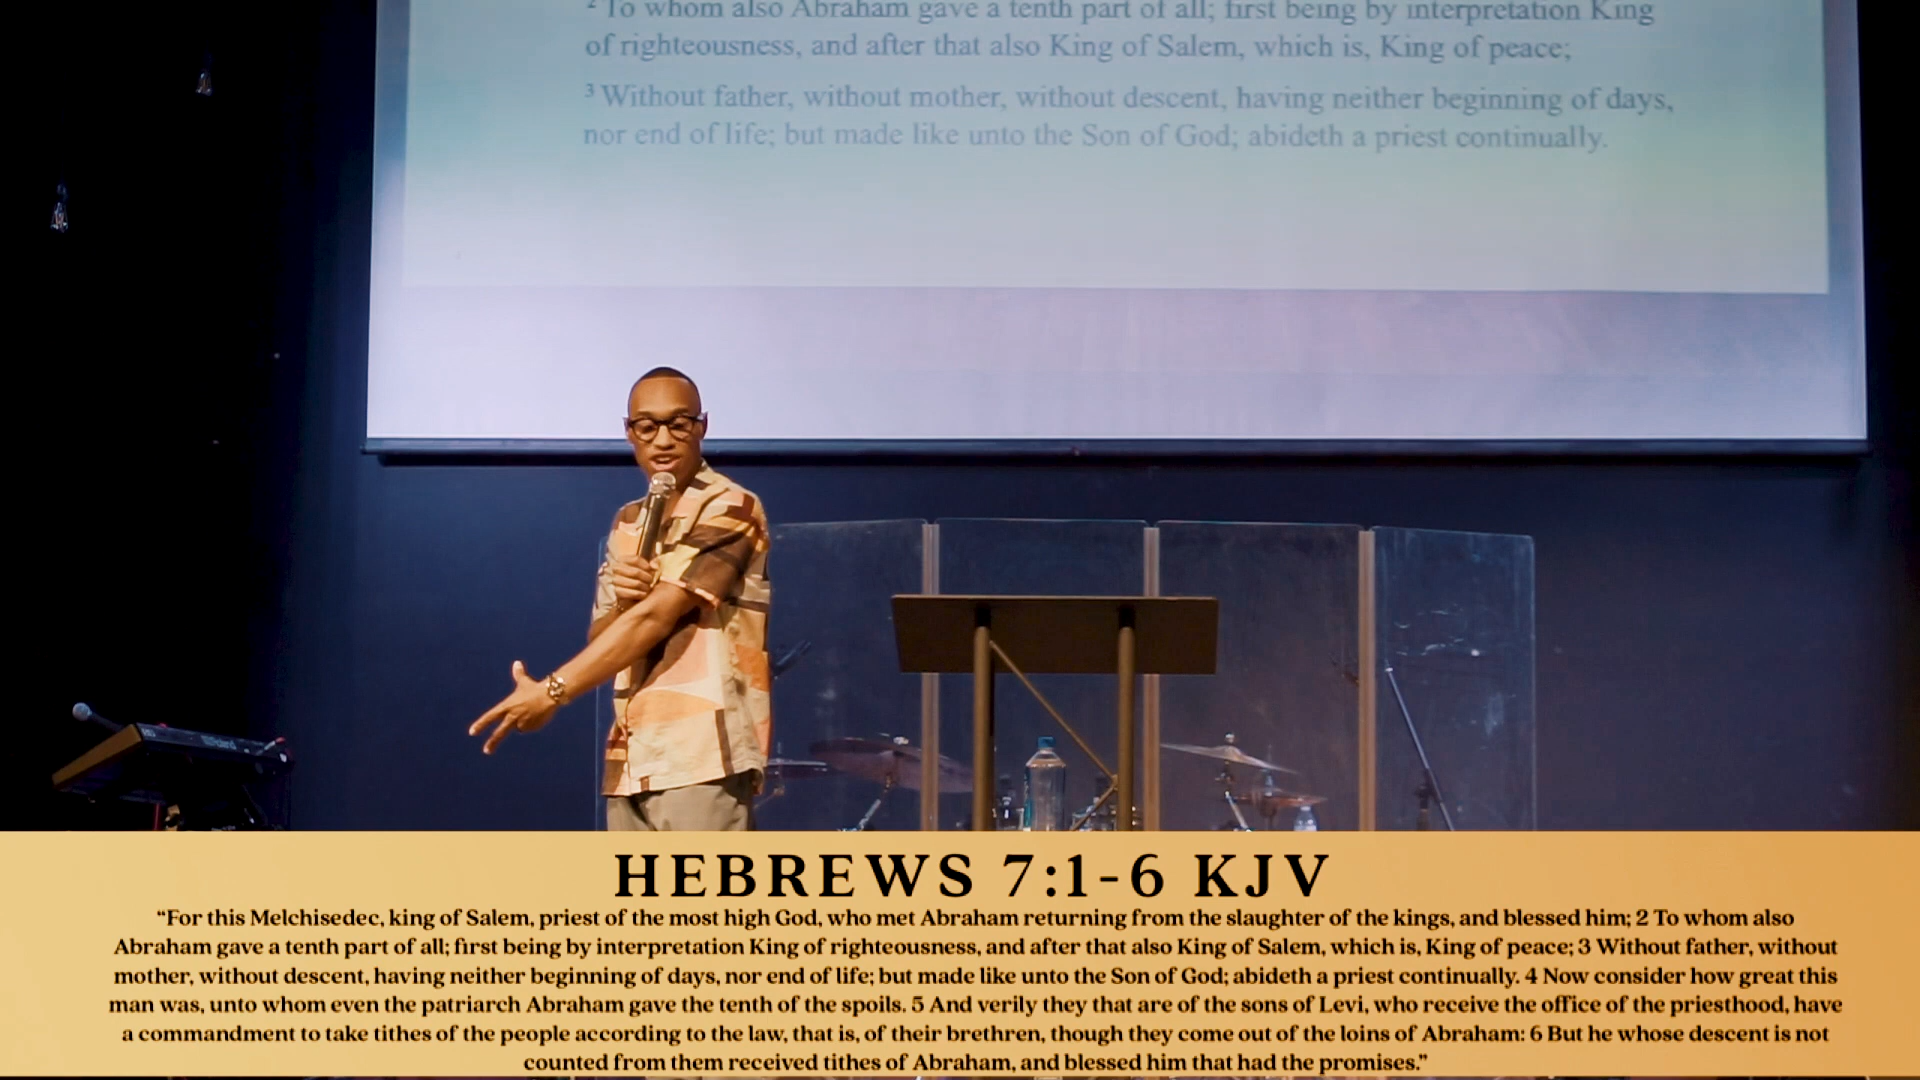 2 To whom also Abraham gave a tenth part of all; first being by interpretation King
of righteousness, and after that also King of Salem, which is, King of peace;
3 Without father, without mother, without descent, having neither beginning of days,
nor end of life; but made like unto the Son of God; abideth a priest continually.
Roland
HEBREWS 7:1-6 KJV
“For this Melchisedec, king of Salem, priest of the most high God, who met Abraham returning from the slaughter of the kings, and blessed him; 2 To whom also
Abraham gave a tenth part of all; first being by interpretation King of righteousness, and after that also King of Salem, which is, King of peace; 3 Without father, without
mother, without descent, having neither beginning of days, nor end of life; but made like unto the Son of God; abideth a priest continually. 4 Now consider how great this
man was, unto whom even the patriarch Abraham gave the tenth of the spoils. 5 And verily they that are of the sons of Levi, who receive the office of the priesthood, have
a commandment to take tithes of the people according to the law, that is, of their brethren, though they come out of the loins of Abraham: 6 But he whose descent is not
counted from them received tithes of Abraham, and blessed him that had the promises.”